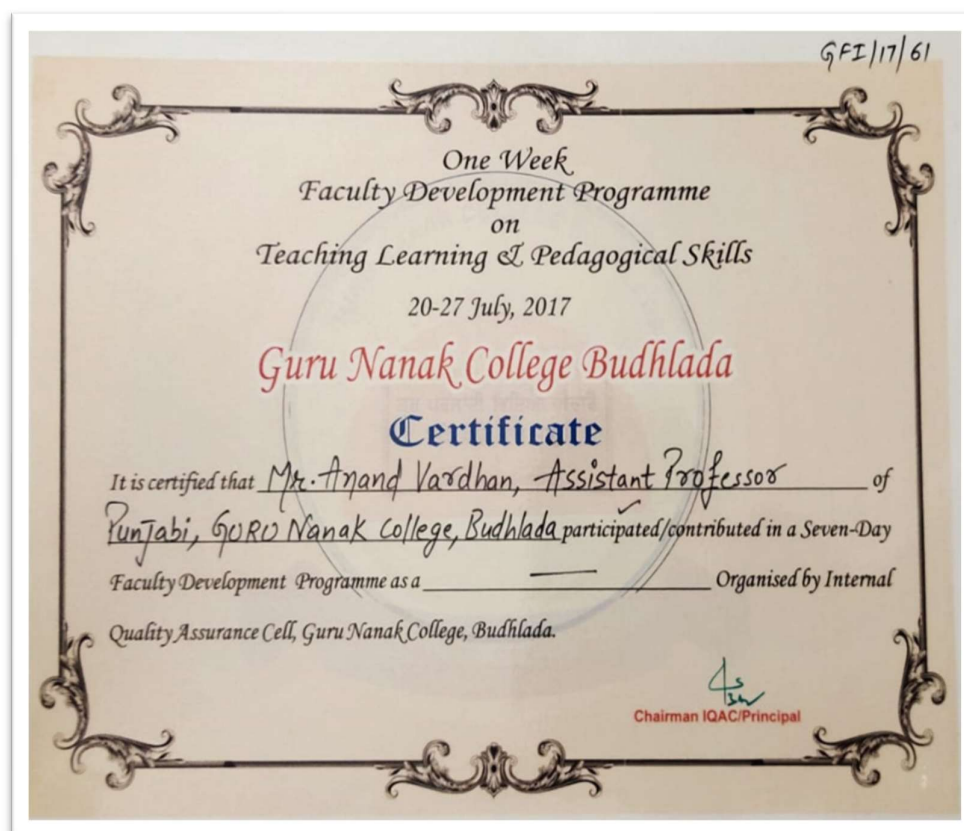 GFI/17/61
One Week
Faculty Development Programme
on
Teaching Learning & Pedagogical Skills
20-27 July, 2017
Guru Nanak College Budhlada
Certificate
It is certified that Mr. Anand Vardhan, Assistant Professor of
Punjabi, GURU Nanak College, Budhlada participated/contributed in a Seven-Day
Faculty Development Programme as a — Organised by Internal
Quality Assurance Cell, Guru Nanak College, Budhlada.
Chairman IQAC/Principal